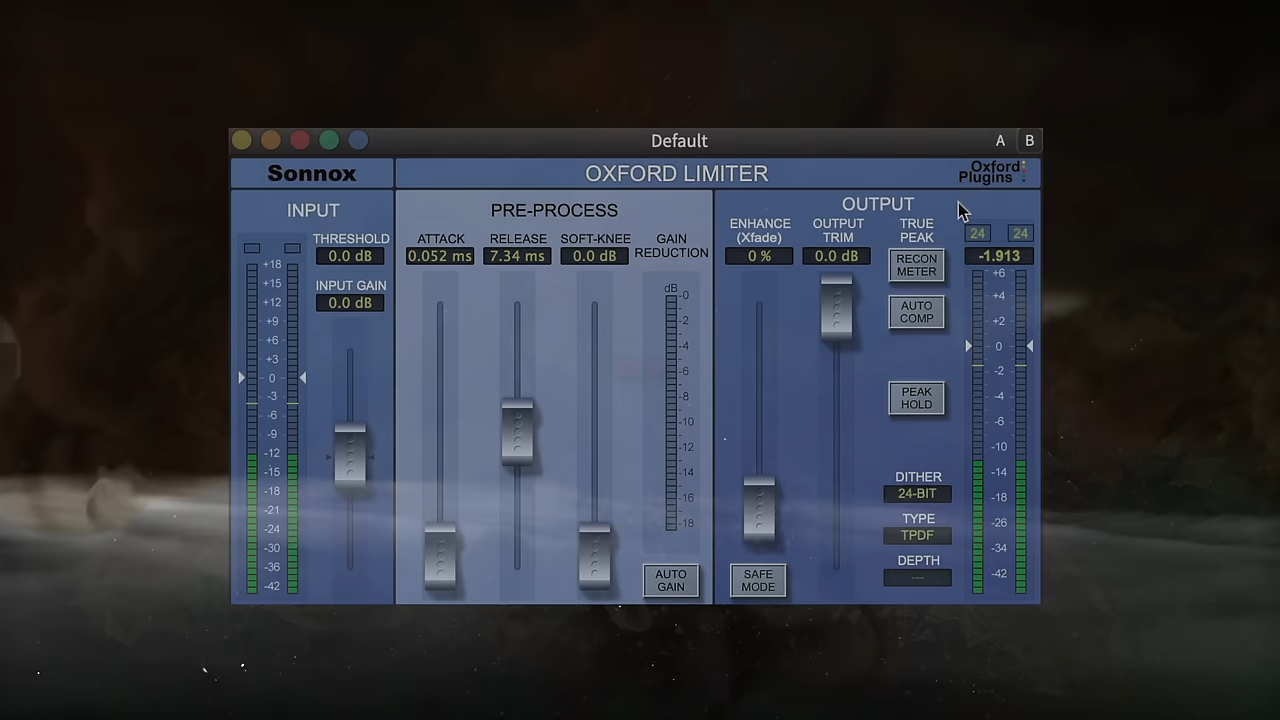 Default
A B
Sonnox
OXFORD LIMITER
Oxford
Plugins
INPUT
THRESHOLD
0.0 dB
INPUT GAIN
0.0 dB
+18
+15
+12
+9
+6
+3
0
-3
-6
-9
-12
-15
-18
-21
-24
-30
-36
-42
PRE-PROCESS
ATTACK
0.052 ms
RELEASE
7.34 ms
SOFT-KNEE
0.0 dB
GAIN
REDUCTION
dB
-0
-2
-4
-6
-8
-10
-12
-14
-16
-18
AUTO
GAIN
OUTPUT
ENHANCE
(Xfade)
0 %
SAFE
MODE
OUTPUT
TRIM
0.0 dB
TRUE
PEAK
RECON
METER
AUTO
COMP
PEAK
HOLD
DITHER
24-BIT
TYPE
TPDF
DEPTH
---
24 24
-1.913
+6
+4
+2
0
-2
-4
-6
-10
-14
-18
-26
-34
-42